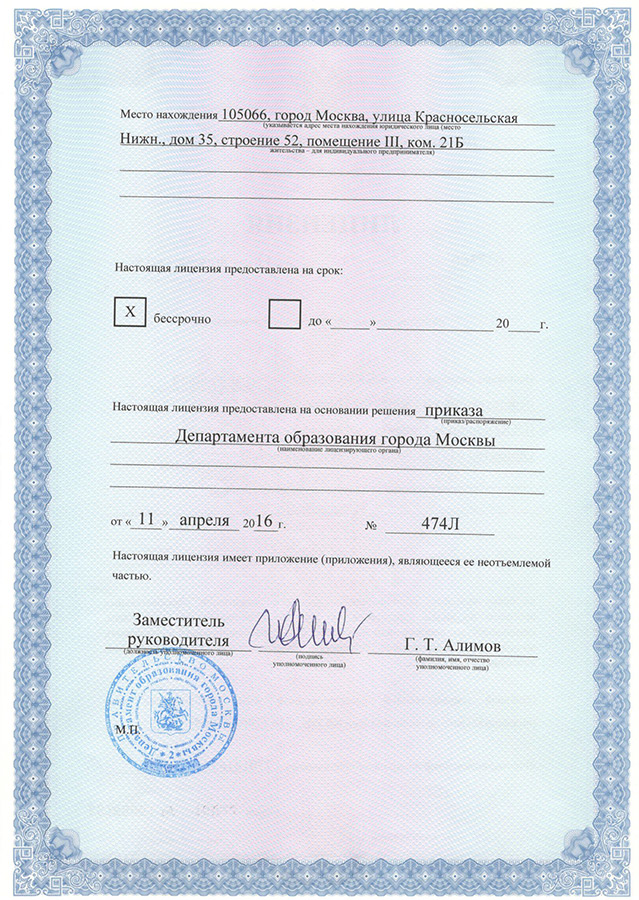 Место нахождения 105066, город Москва, улица Красносельская
(указывается адрес места нахождения юридического лица (место
Нижн., дом 35, строение 52, помещение III, ком. 21Б
жительства – для индивидуального предпринимателя)
Настоящая лицензия предоставлена на срок:
X бессрочно до « » 20 г.
Настоящая лицензия предоставлена на основании решения приказа
(приказ/распоряжение)
Департамента образования города Москвы
(наименование лицензирующего органа)
от « 11 » апреля 2016 г. № 474Л
Настоящая лицензия имеет приложение (приложения), являющееся ее неотъемлемой
частью.
Заместитель
руководителя Г. Т. Алимов
(должность уполномоченного лица) (подпись уполномоченного лица) (фамилия, имя, отчество уполномоченного лица)
ПРАВИТЕЛЬСТВО МОСКВЫ
Департамент образования города Москвы
* 2 *
М.П.